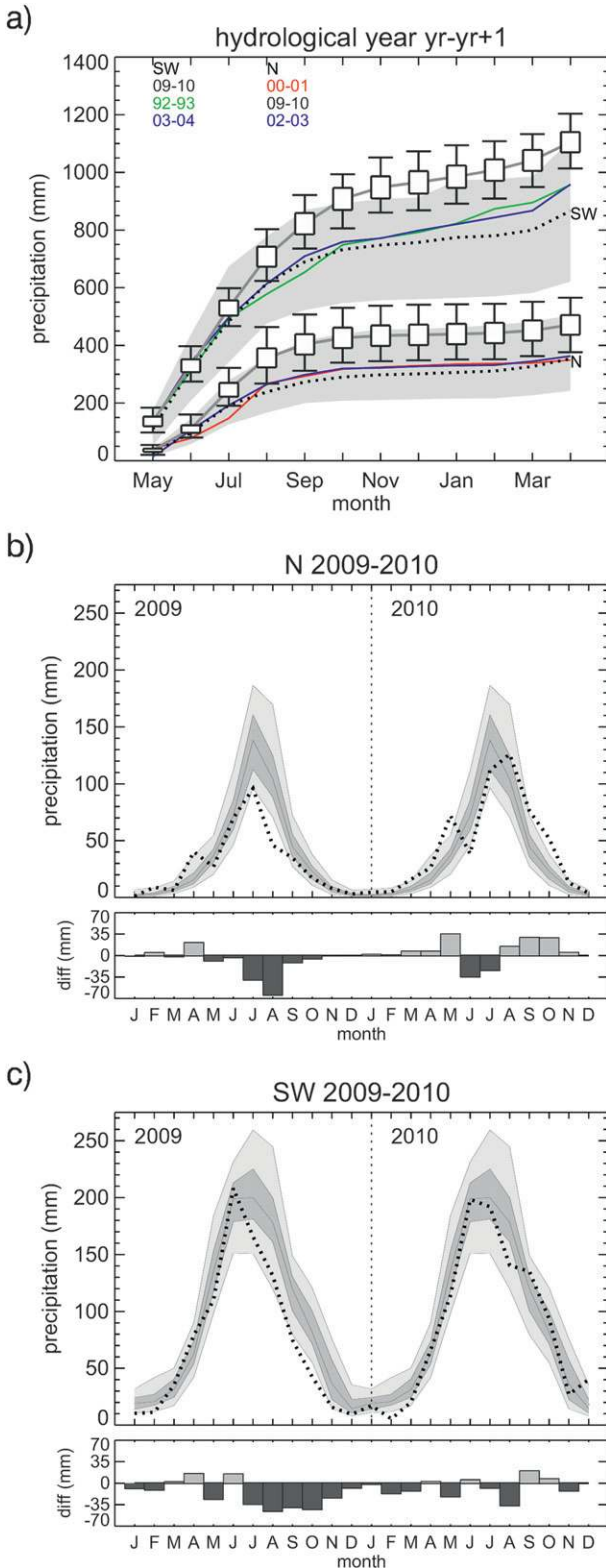 a)
hydrological year yr-yr+1
SW N
09-10 00-01
92-93 09-10
03-04 02-03
1400
1200
1000
800
600
400
200
0
precipitation (mm)
SW
N
May Jul Sep Nov Jan Mar
month
b)
N 2009-2010
2009 2010
250
200
150
100
50
0
precipitation (mm)
70
35
-35
-70
diff (mm)
J F M A M J J A S O N D J F M A M J J A S O N D
month
c)
SW 2009-2010
2009 2010
250
200
150
100
50
0
precipitation (mm)
70
35
0
-35
-70
diff (mm)
J F M A M J J A S O N D J F M A M J J A S O N D
month